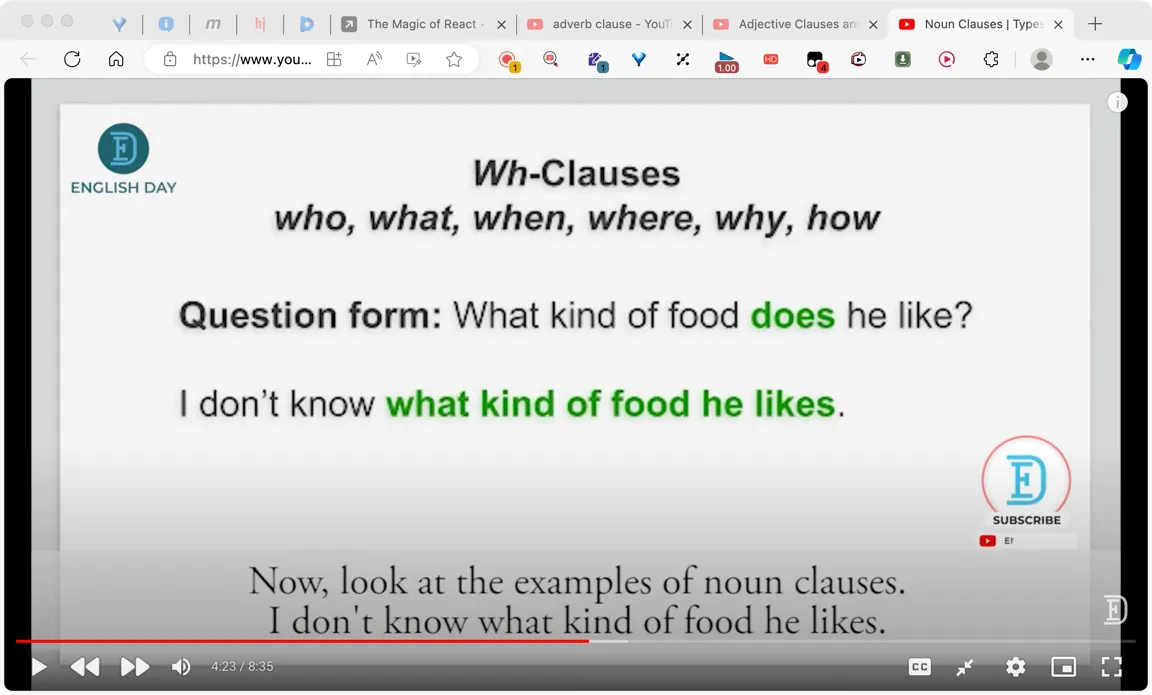 m
hj
The Magic of React -
adverb clause - YouT
Adjective Clauses an
Noun Clauses | Types
https://www.you...
1
1
1.00
HD
4
ENGLISH DAY
Wh-Clauses
who, what, when, where, why, how
Question form: What kind of food does he like?
I don't know what kind of food he likes.
SUBSCRIBE
Now, look at the examples of noun clauses.
I don't know what kind of food he likes.
4:23 / 8:35
CC